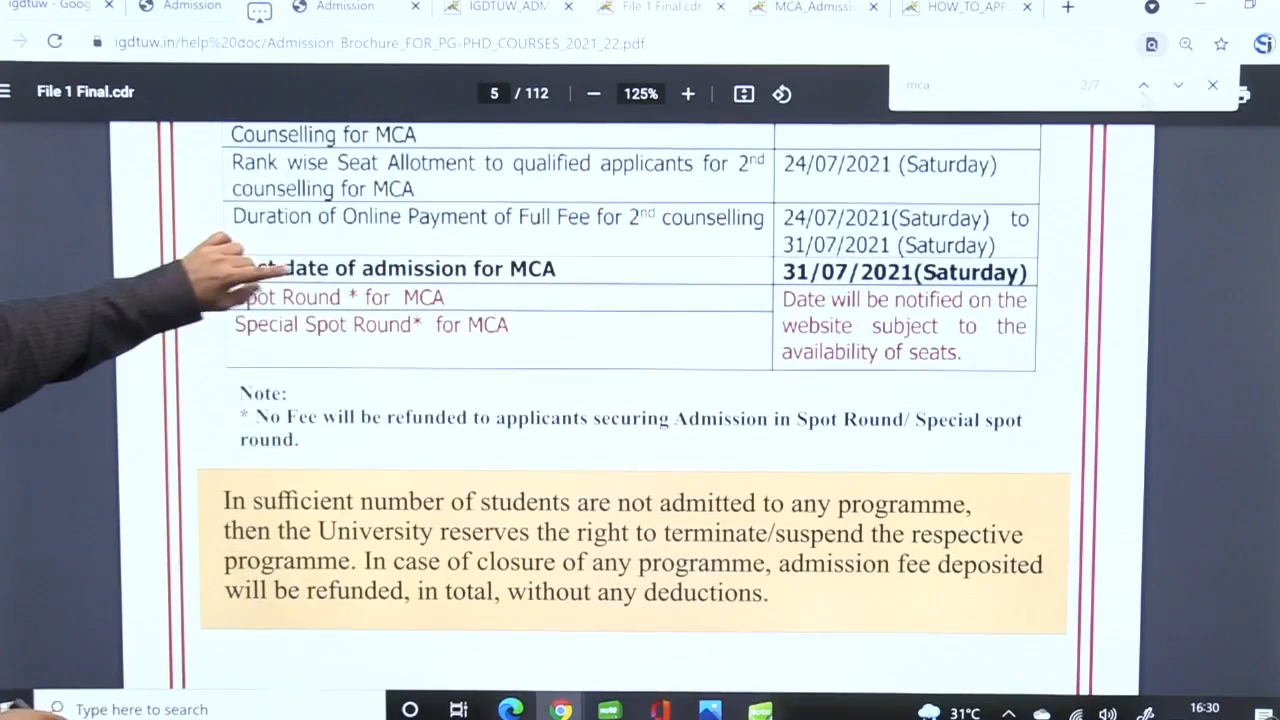 igdtuw - Goog
Admission
Admission
IGDTUW_ADM
File 1 Final.cdr
MCA_Admissi
HOW_TO_APP
igdtuw.in/help%20doc/Admission_Brochure_FOR_PG-PHD_COURSES_2021_22.pdf
File 1 Final.cdr
5 / 112
125%
mca
2/7
Counselling for MCA
Rank wise Seat Allotment to qualified applicants for 2nd
counselling for MCA
24/07/2021 (Saturday)
Duration of Online Payment of Full Fee for 2nd counselling
24/07/2021(Saturday) to
31/07/2021 (Saturday)
date of admission for MCA
31/07/2021(Saturday)
Spot Round * for MCA
Special Spot Round* for MCA
Date will be notified on the
website subject to the
availability of seats.
Note:
* No Fee will be refunded to applicants securing Admission in Spot Round/ Special spot
round.
In sufficient number of students are not admitted to any programme,
then the University reserves the right to terminate/suspend the respective
programme. In case of closure of any programme, admission fee deposited
will be refunded, in total, without any deductions.
Type here to search
31°C
16:30